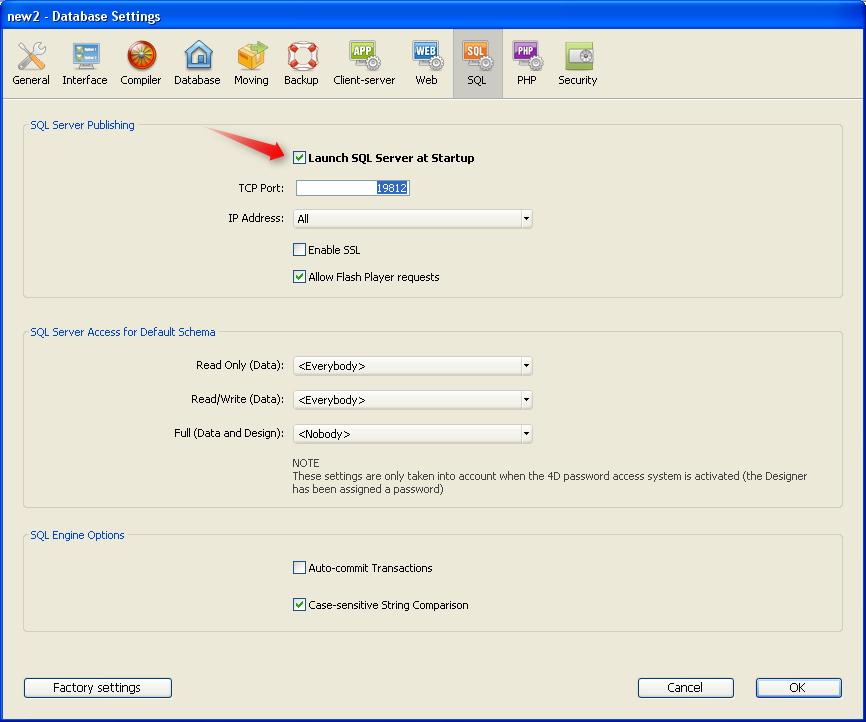 new2 - Database Settings
General Interface Compiler Database Moving Backup Client-server Web SQL PHP Security
APP WEB SQL PHP
SQL Server Publishing
Launch SQL Server at Startup
TCP Port: 19812
IP Address: All
Enable SSL
Allow Flash Player requests
SQL Server Access for Default Schema
Read Only (Data): <Everybody>
Read/Write (Data): <Everybody>
Full (Data and Design): <Nobody>
NOTE
These settings are only taken into account when the 4D password access system is activated (the Designer
has been assigned a password)
SQL Engine Options
Auto-commit Transactions
Case-sensitive String Comparison
Factory settings Cancel OK